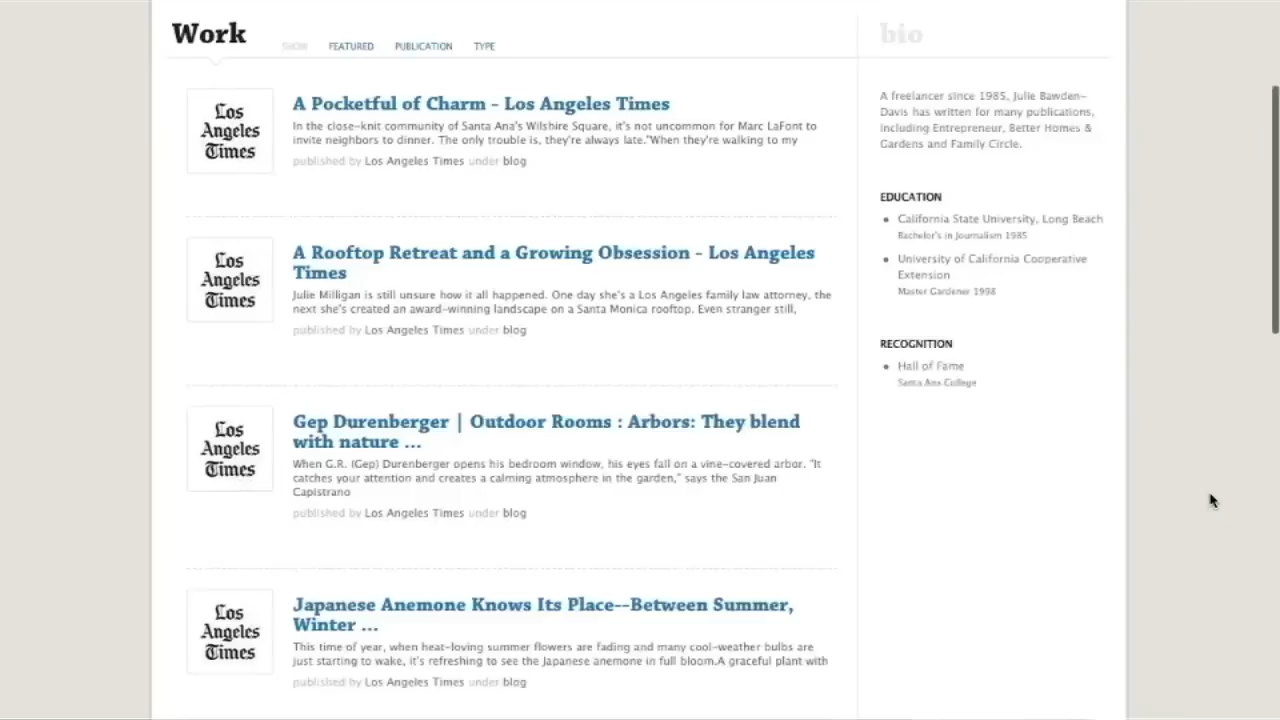 Work
SHOW
FEATURED
PUBLICATION
TYPE
Los
Angeles
Times
A Pocketful of Charm - Los Angeles Times
In the close-knit community of Santa Ana's Wilshire Square, it's not uncommon for Marc LaFont to
invite neighbors to dinner. The only trouble is, they're always late."When they're walking to my
published by Los Angeles Times under blog
Los
Angeles
Times
A Rooftop Retreat and a Growing Obsession - Los Angeles
Times
Julie Milligan is still unsure how it all happened. One day she's a Los Angeles family law attorney, the
next she's created an award-winning landscape on a Santa Monica rooftop. Even stranger still,
published by Los Angeles Times under blog
Los
Angeles
Times
Gep Durenberger | Outdoor Rooms : Arbors: They blend
with nature ...
When G.R. (Gep) Durenberger opens his bedroom window, his eyes fall on a vine-covered arbor. "It
catches your attention and creates a calming atmosphere in the garden," says the San Juan
Capistrano
published by Los Angeles Times under blog
Los
Angeles
Times
Japanese Anemone Knows Its Place--Between Summer,
Winter ...
This time of year, when heat-loving summer flowers are fading and many cool-weather bulbs are
just starting to wake, it's refreshing to see the Japanese anemone in full bloom.A graceful plant with
published by Los Angeles Times under blog
bio
A freelancer since 1985, Julie Bawden-
Davis has written for many publications,
including Entrepreneur, Better Homes &
Gardens and Family Circle.
EDUCATION
California State University, Long Beach
Bachelor's in Journalism 1985
University of California Cooperative
Extension
Master Gardener 1998
RECOGNITION
Hall of Fame
Santa Ana College